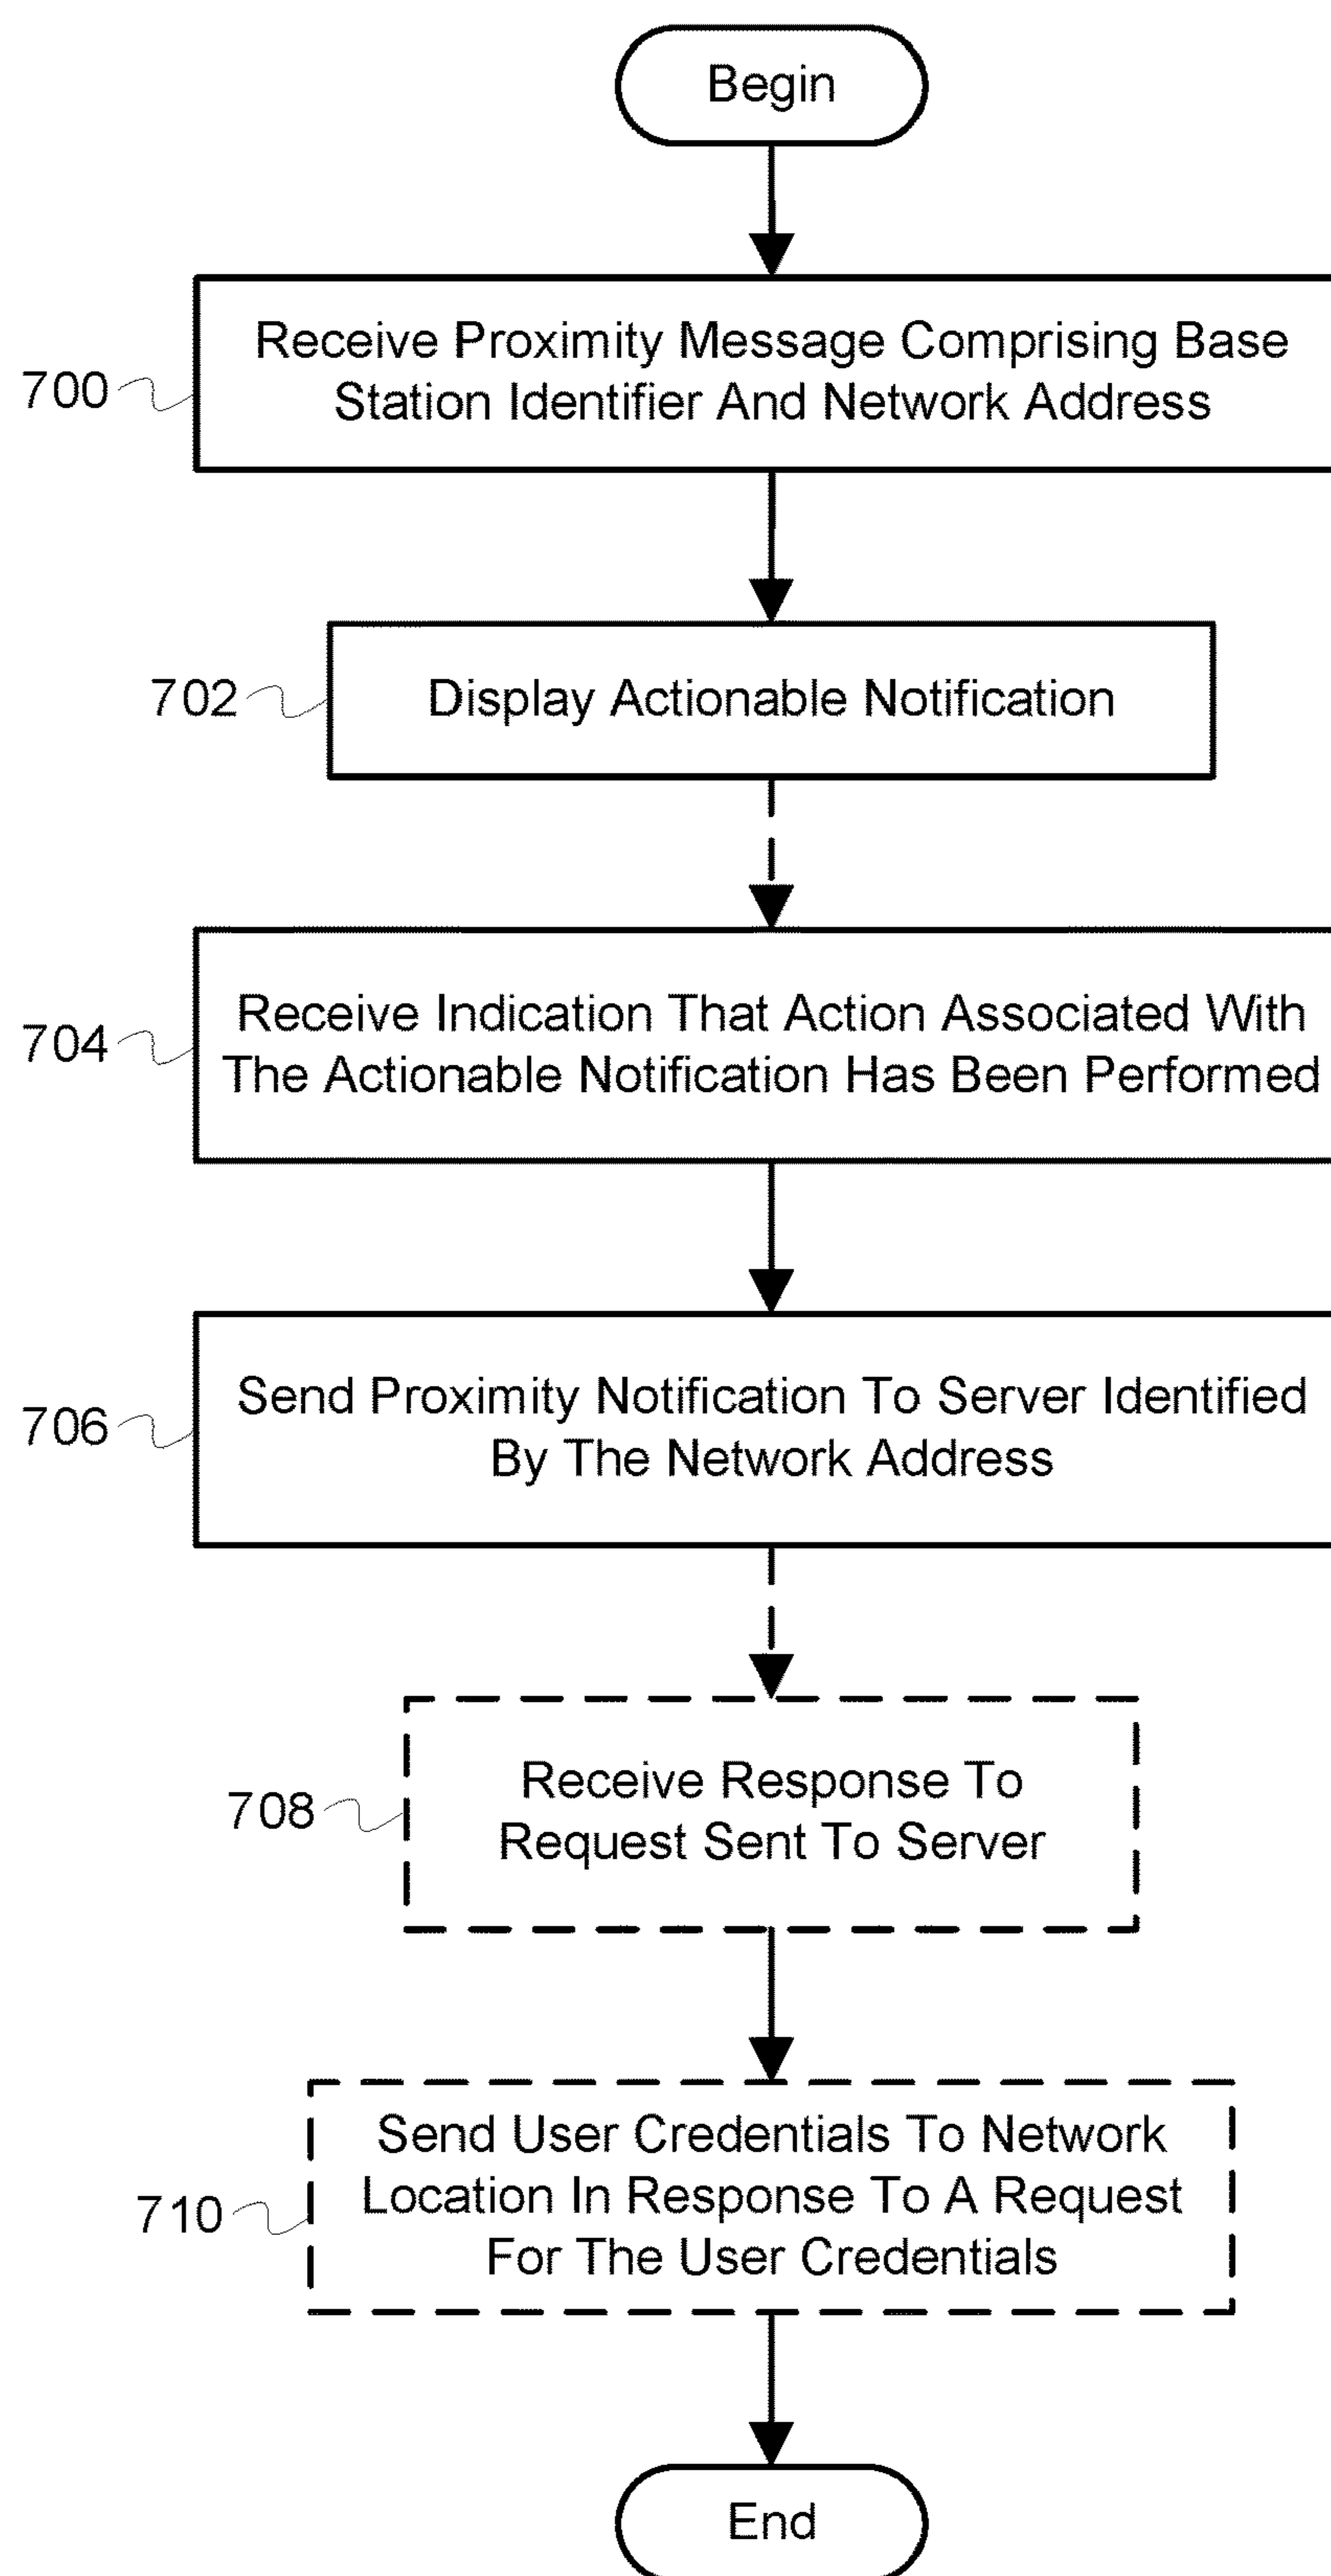 Begin
700
Receive Proximity Message Comprising Base
Station Identifier And Network Address
702
Display Actionable Notification
704
Receive Indication That Action Associated With
The Actionable Notification Has Been Performed
706
Send Proximity Notification To Server Identified
By The Network Address
708
Receive Response To
Request Sent To Server
710
Send User Credentials To Network
Location In Response To A Request
For The User Credentials
End